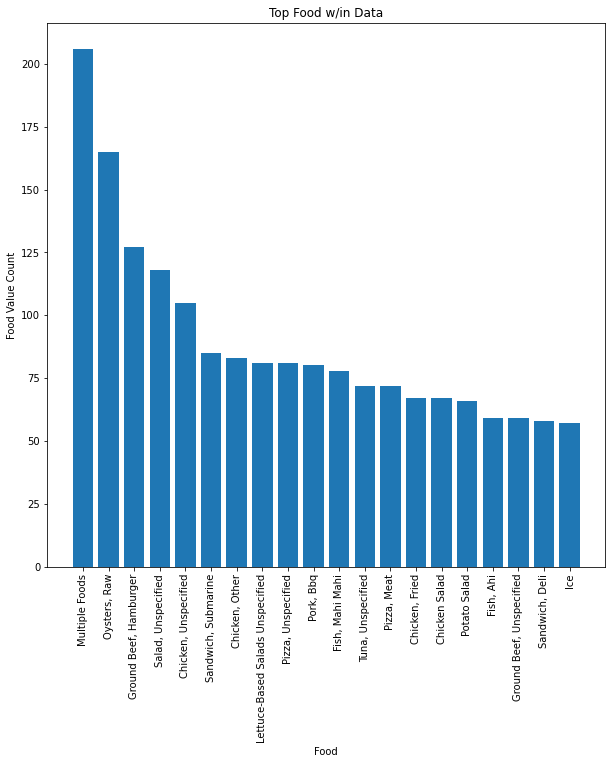 Top Food w/in Data
Food Value Count
200
175
150
125
100
75
50
25
0
Multiple Foods
Oysters, Raw
Ground Beef, Hamburger
Salad, Unspecified
Chicken, Unspecified
Sandwich, Submarine
Chicken, Other
Lettuce-Based Salads Unspecified
Pizza, Unspecified
Pork, Bbq
Fish, Mahi Mahi
Tuna, Unspecified
Pizza, Meat
Chicken, Fried
Chicken Salad
Potato Salad
Fish, Ahi
Ground Beef, Unspecified
Sandwich, Deli
Ice
Food